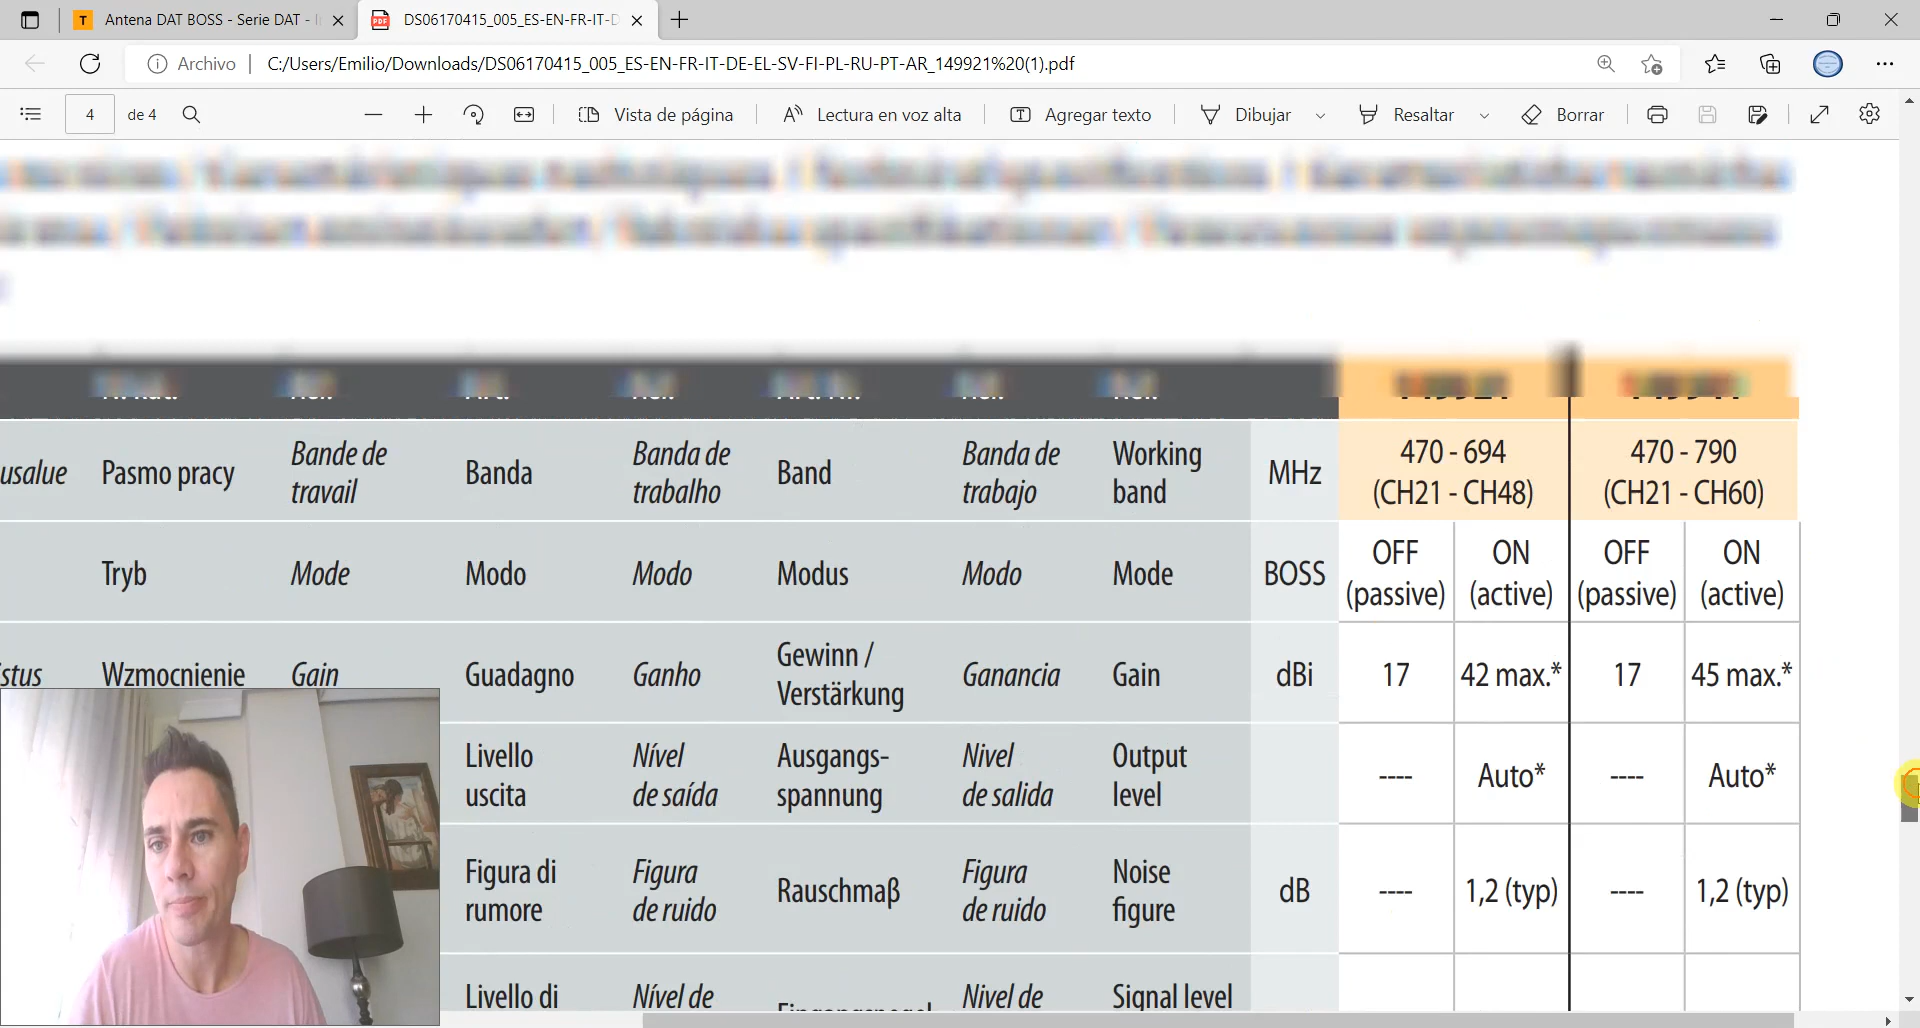 Antena DAT BOSS - Serie DAT -
DS06170415_005_ES-EN-FR-IT-D
Archivo
C:/Users/Emilio/Downloads/DS06170415_005_ES-EN-FR-IT-DE-EL-SV-FI-PL-RU-PT-AR_149921%20(1).pdf
4 de 4
Vista de página
Lectura en voz alta
Agregar texto
Dibujar
Resaltar
Borrar
usalue Pasmo pracy Bande de travail Banda Banda de trabalho Band Banda de trabajo Working band MHz 470 - 694 (CH21 - CH48) 470 - 790 (CH21 - CH60)
Tryb Mode Modo Modo Modus Modo Mode BOSS OFF (passive) ON (active) OFF (passive) ON (active)
istus Wzmocnienie Gain Guadagno Ganho Gewinn / Verstärkung Ganancia Gain dBi 17 42 max.* 17 45 max.*
Livello uscita Nível de saída Ausgangs- spannung Nivel de salida Output level ---- Auto* ---- Auto*
Figura di rumore Figura de ruido Rauschmaß Figura de ruido Noise figure dB ---- 1,2 (typ) ---- 1,2 (typ)
Livello di Nível de Eingangspegel Nivel de Signal level